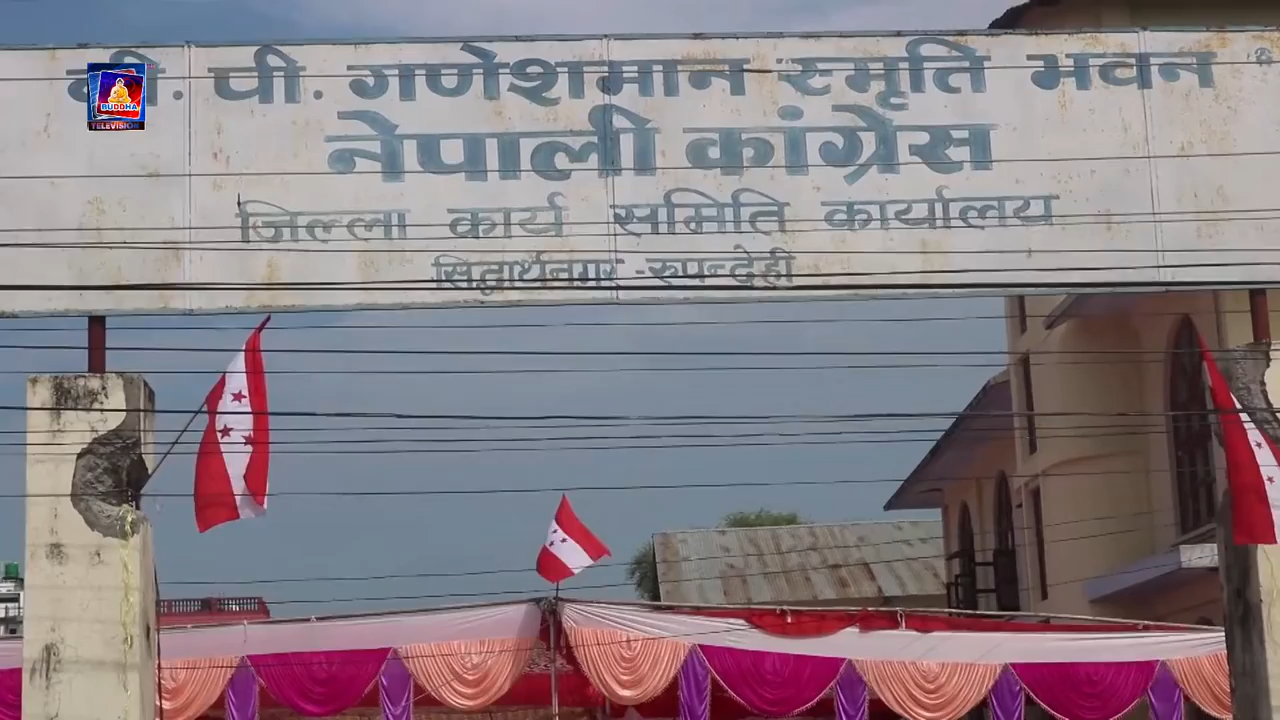 बी. पी. गणेशमान स्मृति भवन
नेपाली कांग्रेस
जिल्ला कार्य समिति कार्यालय
सिद्वार्थनगर -रुपन्देही
BUDDHA
TELEVISION